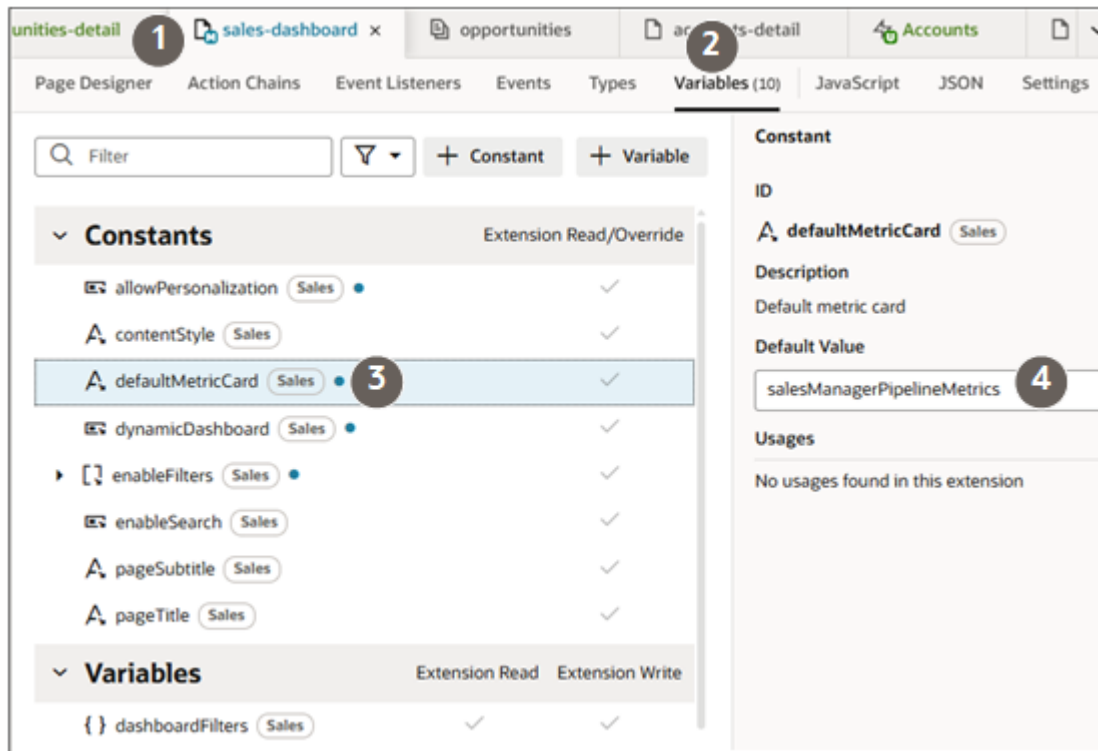 unities-detail 1 sales-dashboard × opportunities ac 2 ts-detail Accounts
Page Designer Action Chains Event Listeners Events Types Variables (10) JavaScript JSON Settings
Filter + Constant + Variable
Constant
ID
defaultMetricCard Sales
Description
Default metric card
Default Value
salesManagerPipelineMetrics 4
Usages
No usages found in this extension
Constants Extension Read/Override
allowPersonalization Sales
contentStyle Sales
defaultMetricCard Sales 3
dynamicDashboard Sales
enableFilters Sales
enableSearch Sales
pageSubtitle Sales
pageTitle Sales
Variables Extension Read Extension Write
{ } dashboardFilters Sales